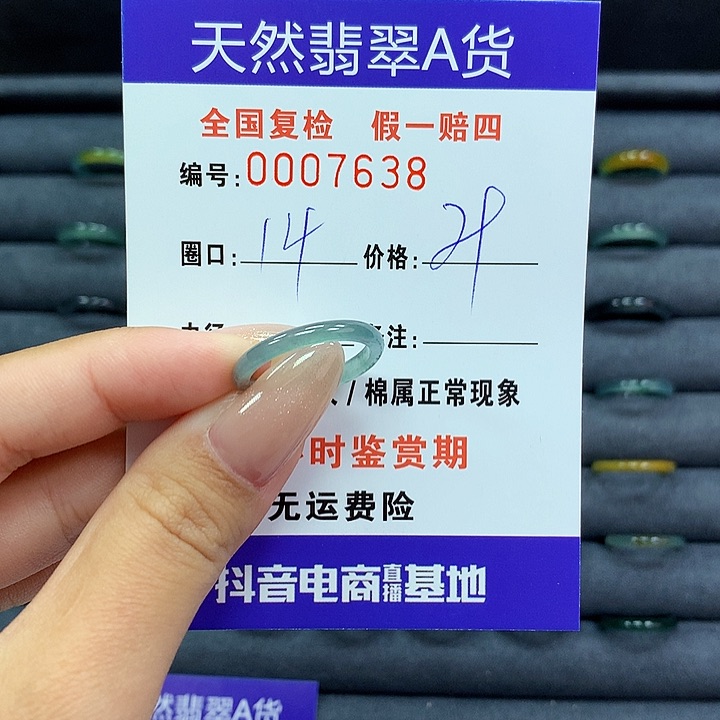 天然翡翠A货
全国复检 假一赔四
编号:0007638
圈口: 14 价格:
注:
/棉属正常现象
时鉴赏期
无运费险
抖音电商直播基地
然翡翠A货